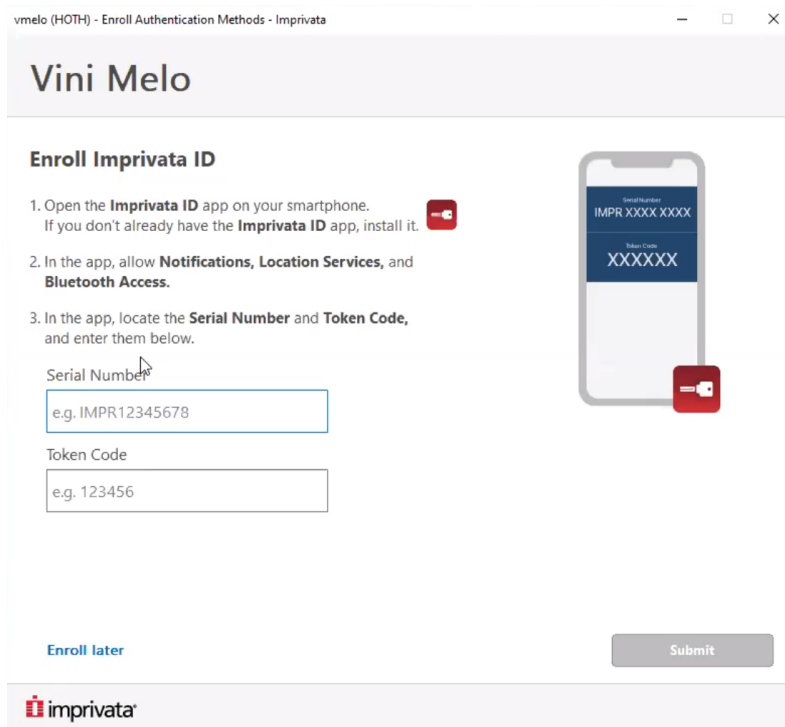 vmelo (HOTH) - Enroll Authentication Methods - Imprivata
Vini Melo
Enroll Imprivata ID
1. Open the Imprivata ID app on your smartphone.
If you don't already have the Imprivata ID app, install it.
2. In the app, allow Notifications, Location Services, and
Bluetooth Access.
3. In the app, locate the Serial Number and Token Code,
and enter them below.
Serial Number
e.g. IMPR12345678
Token Code
e.g. 123456
Serial Number
IMPR XXXX XXXX
Token Code
XXXXXX
Enroll later
Submit
imprivata